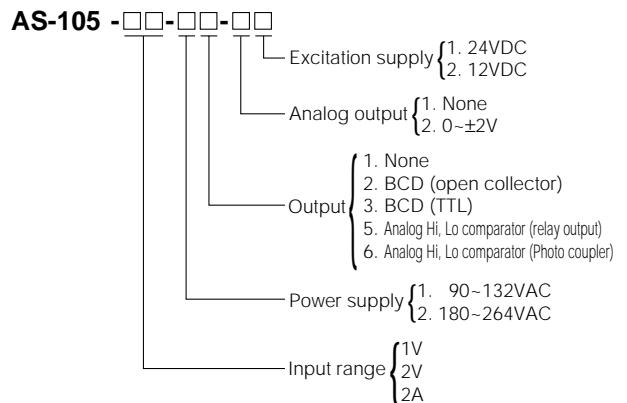 AS-105 -□□-□□-□□
Excitation supply { 1. 24VDC
2. 12VDC
Analog output { 1. None
2. 0~±2V
Output { 1. None
2. BCD (open collector)
3. BCD (TTL)
5. Analog Hi, Lo comparator (relay output)
6. Analog Hi, Lo comparator (Photo coupler)
Power supply { 1. 90~132VAC
2. 180~264VAC
Input range { 1V
2V
2A